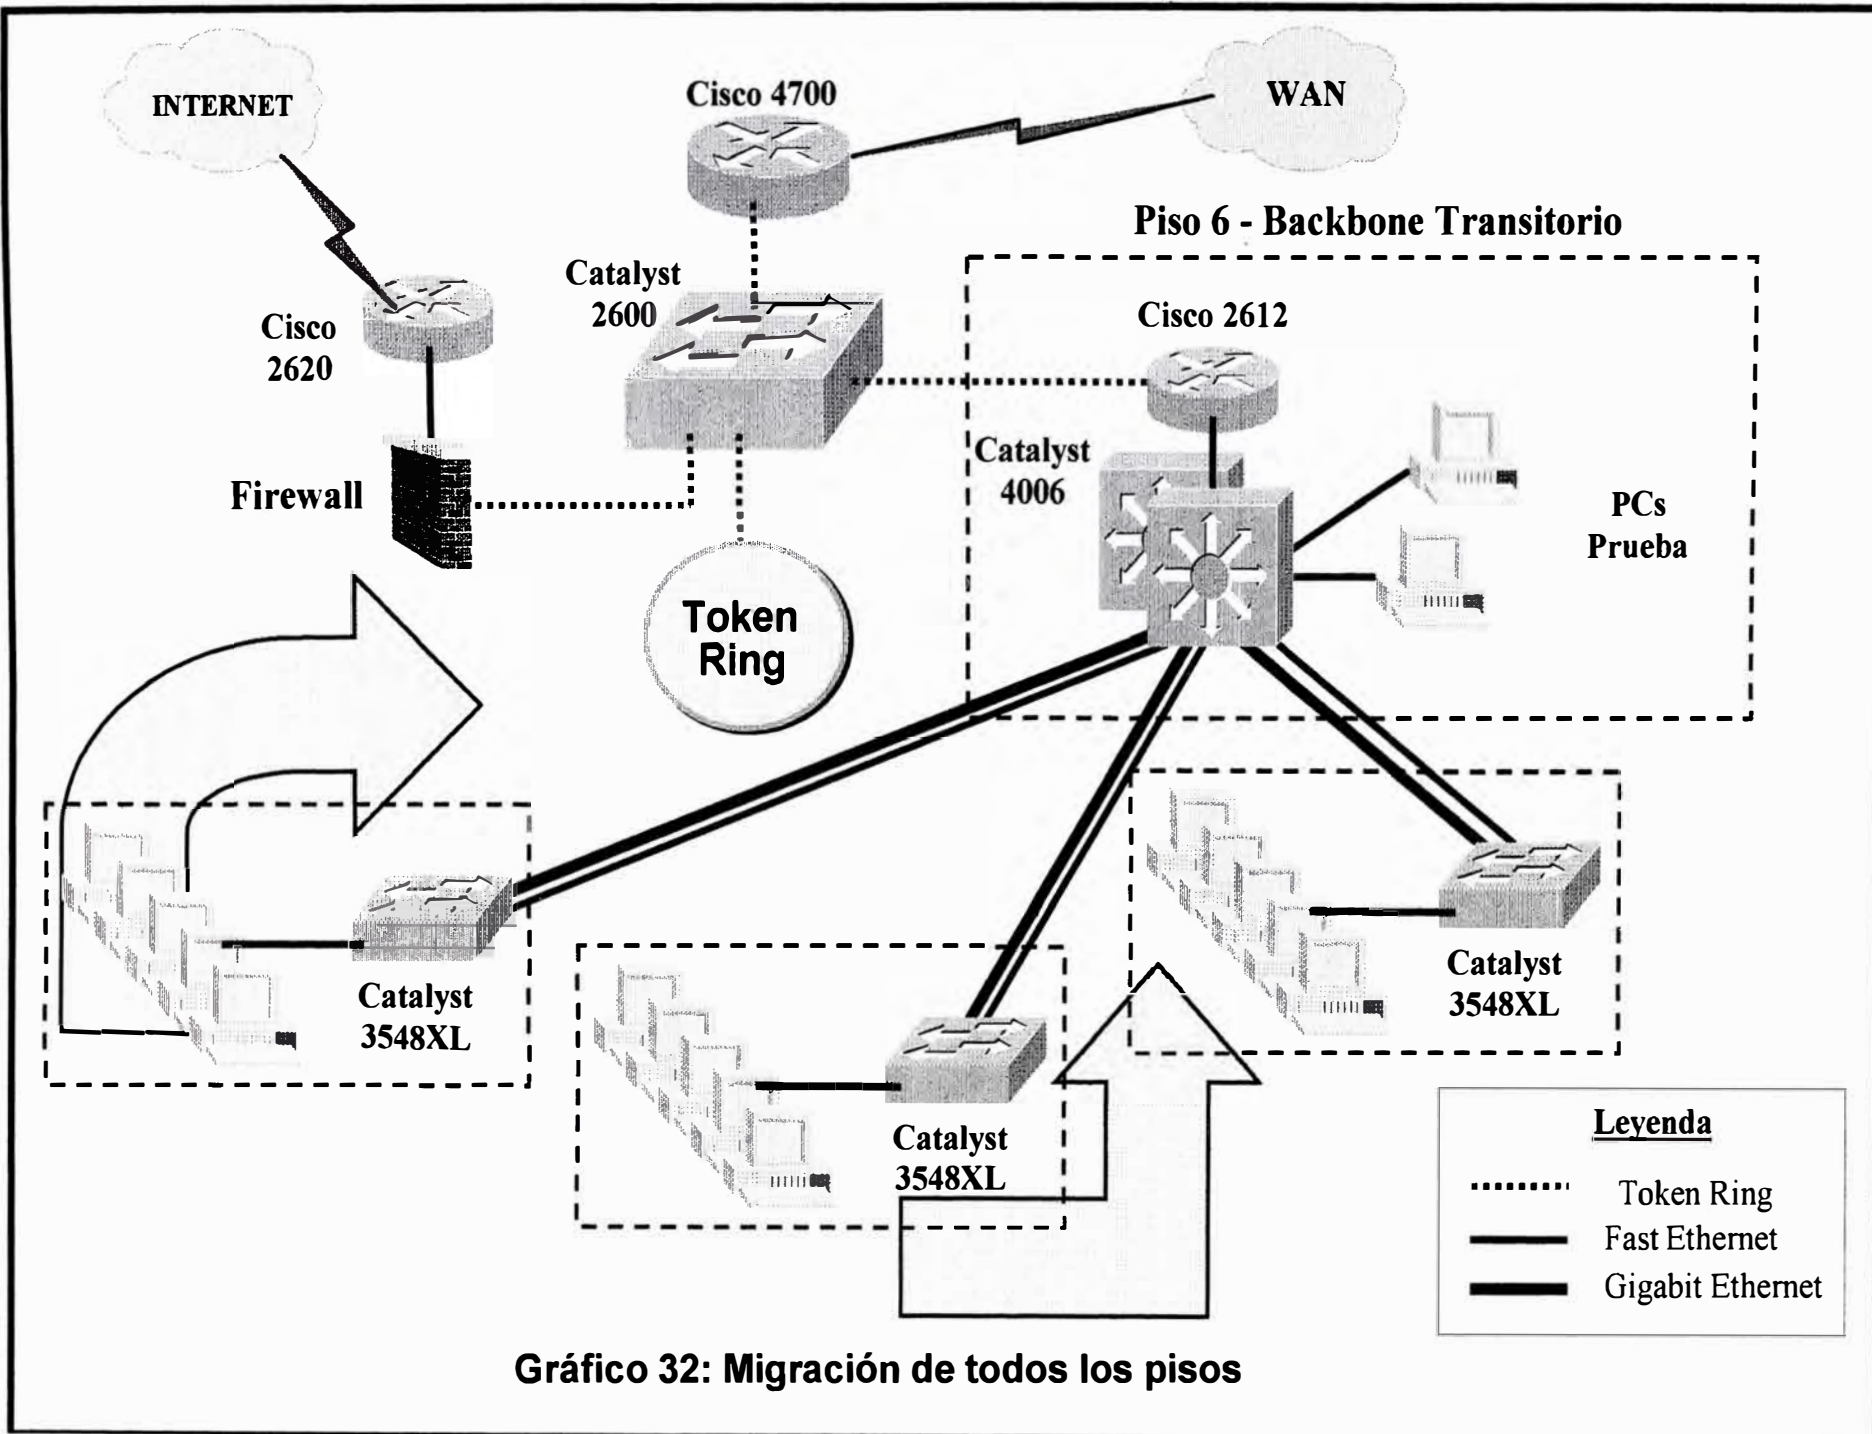 INTERNET
Cisco 4700
WAN
Piso 6 - Backbone Transitorio
Catalyst
2600
Cisco
2620
Cisco 2612
Catalyst
4006
Firewall
PCs
Prueba
Token
Ring
Catalyst
3548XL
Catalyst
3548XL
Catalyst
3548XL
Leyenda
Token Ring
Fast Ethernet
Gigabit Ethernet
Gráfico 32: Migración de todos los pisos